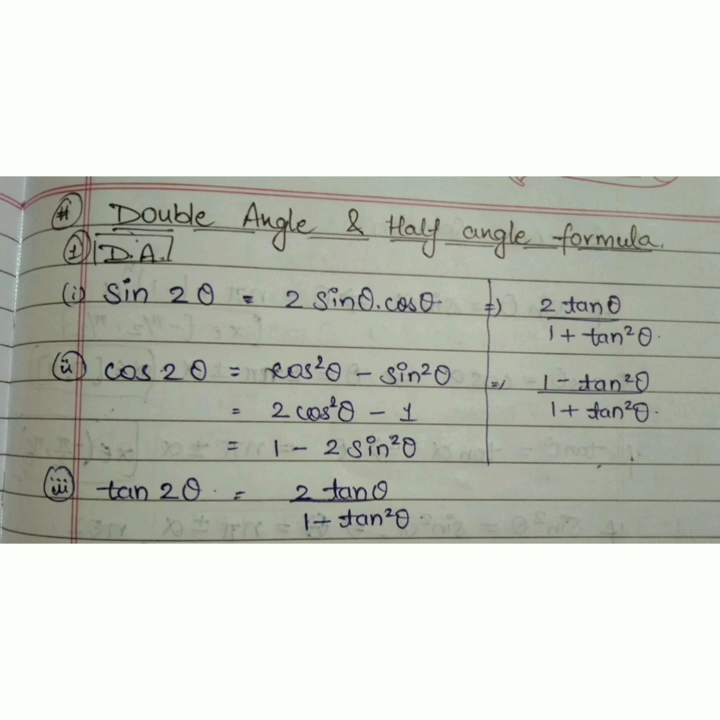 # Double Angle & Half angle formula.
① D.A.
(i) Sin 2θ = 2 sinθ.cosθ. => 2 tanθ / 1 + tan²θ.
(ii) cos 2θ = cos²θ - sin²θ => 1 - tan²θ / 1 + tan²θ.
= 2 cos²θ - 1
= 1 - 2 sin²θ
(iii) tan 2θ. = 2 tanθ / 1 - tan²θ.